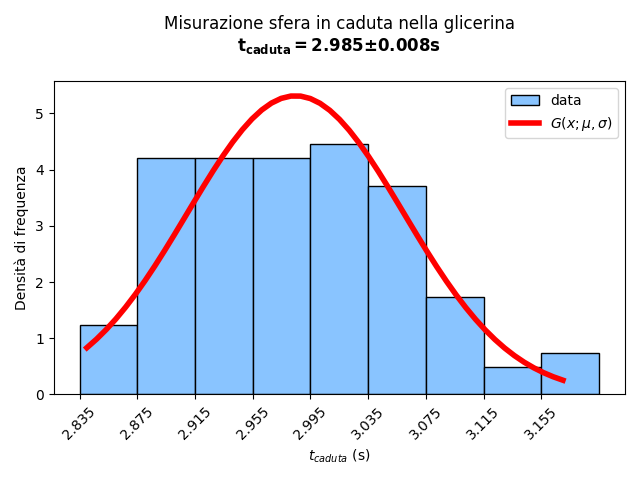 Misurazione sfera in caduta nella glicerina
t_caduta = 2.985±0.008s
data
G(x; μ, σ)
Densità di frequenza
5
4
3
2
1
0
2.835 2.875 2.915 2.955 2.995 3.035 3.075 3.115 3.155
t_caduta (s)